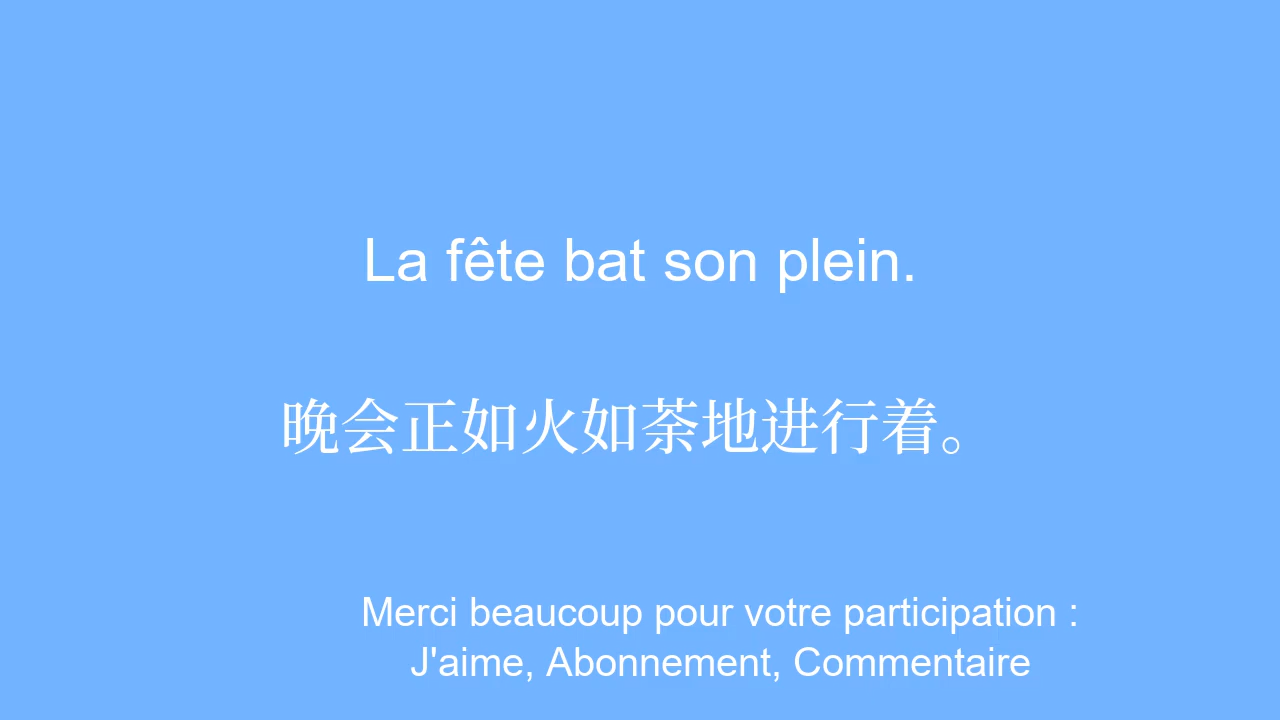 La fête bat son plein.
晚会正如火如荼地进行着。
Merci beaucoup pour votre participation :
J'aime, Abonnement, Commentaire